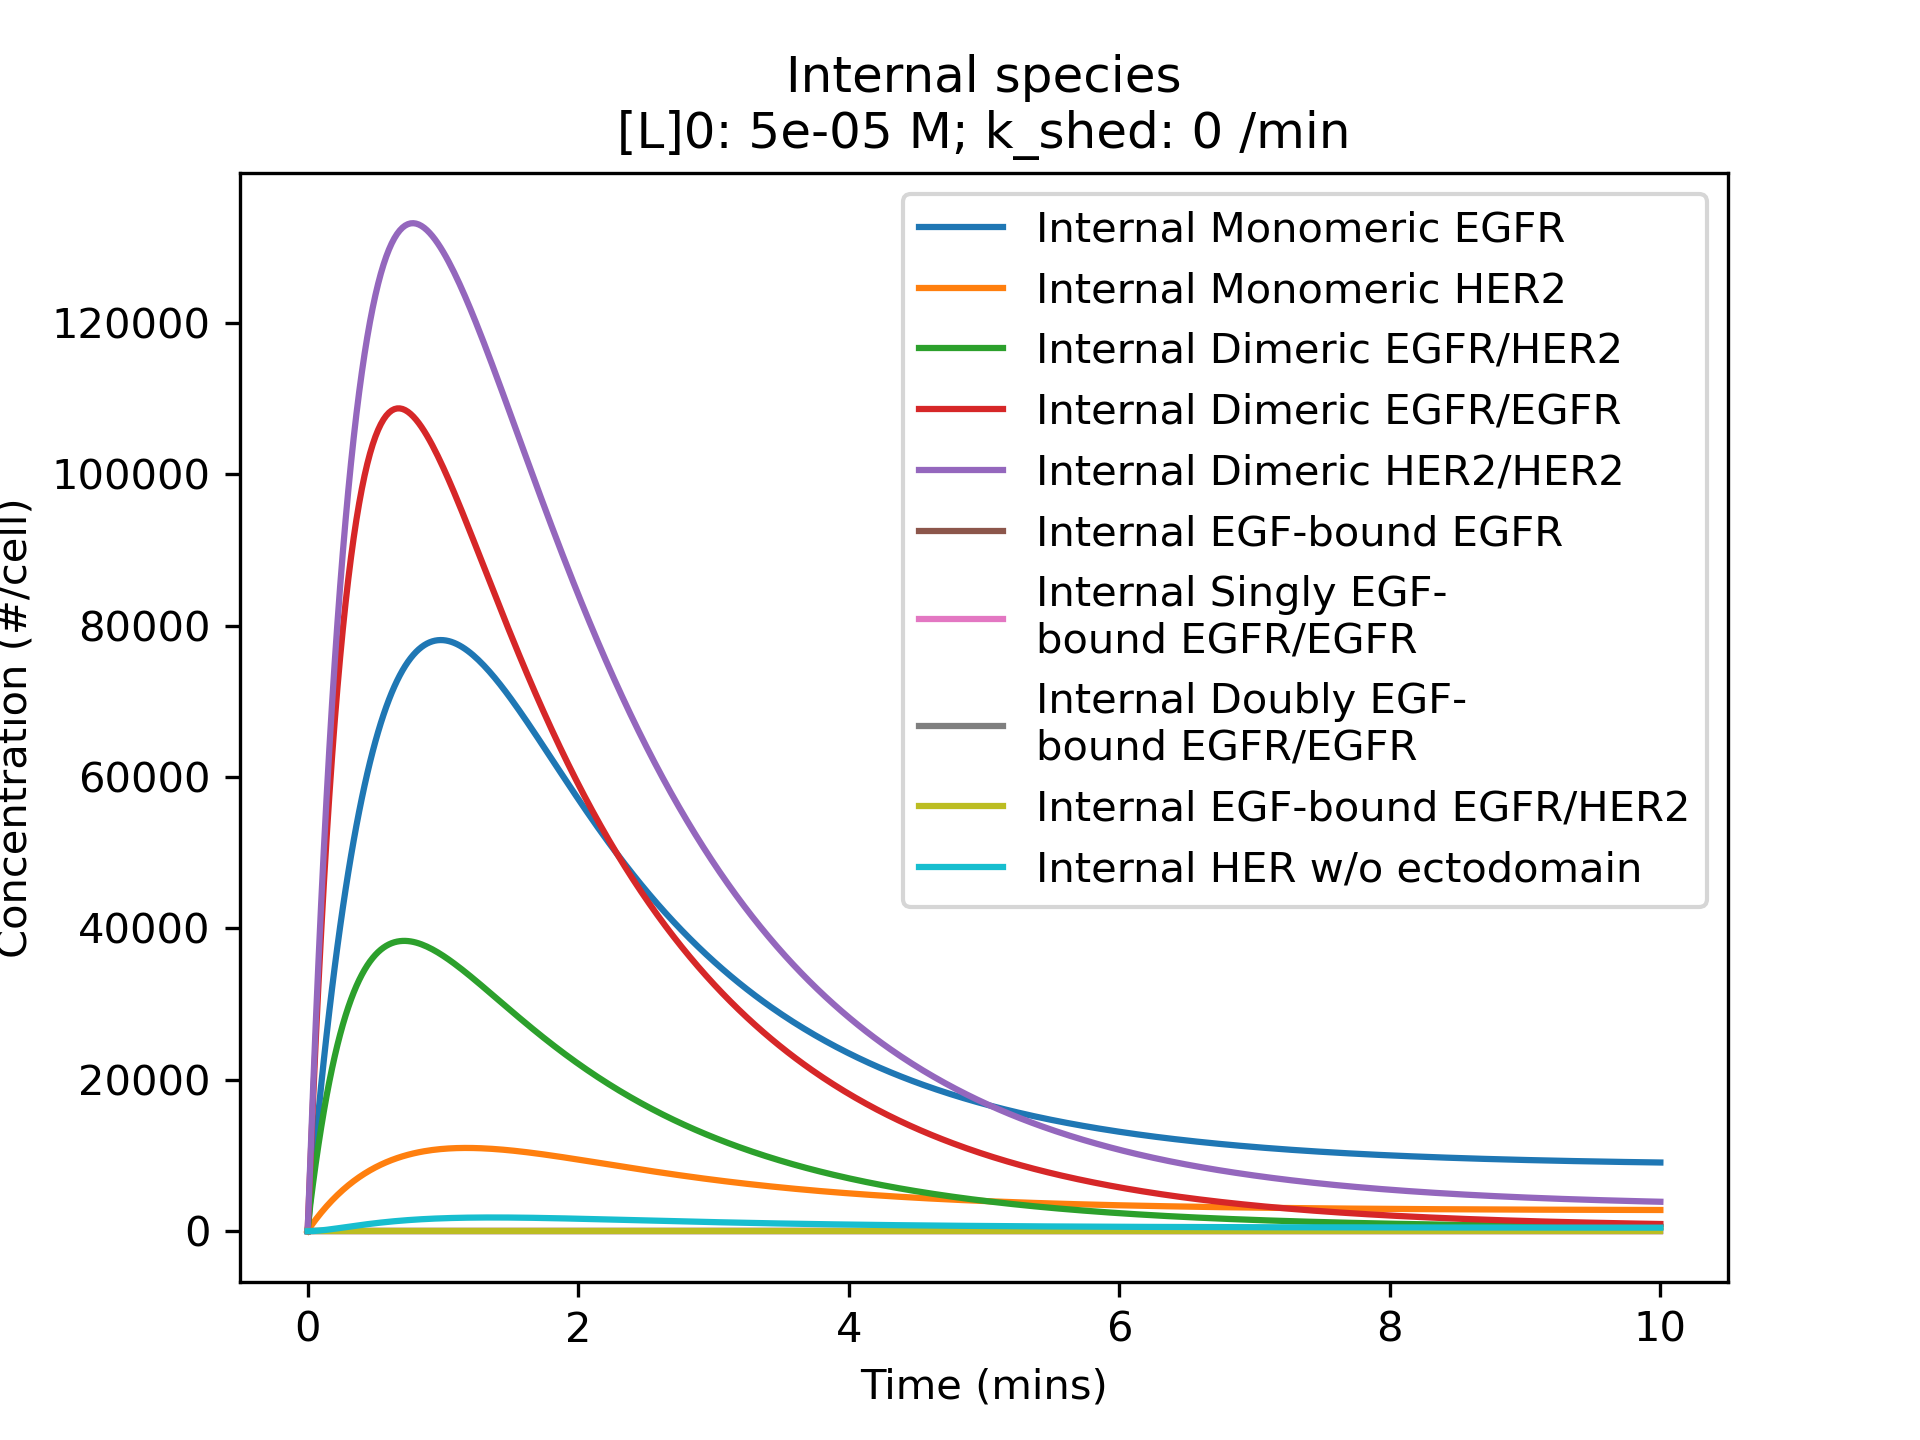 Internal species
[L]0: 5e-05 M; k_shed: 0 /min
Concentration (#/cell)
120000
100000
80000
60000
40000
20000
0
Internal Monomeric EGFR
Internal Monomeric HER2
Internal Dimeric EGFR/HER2
Internal Dimeric EGFR/EGFR
Internal Dimeric HER2/HER2
Internal EGF-bound EGFR
Internal Singly EGF-
bound EGFR/EGFR
Internal Doubly EGF-
bound EGFR/EGFR
Internal EGF-bound EGFR/HER2
Internal HER w/o ectodomain
0 2 4 6 8 10
Time (mins)